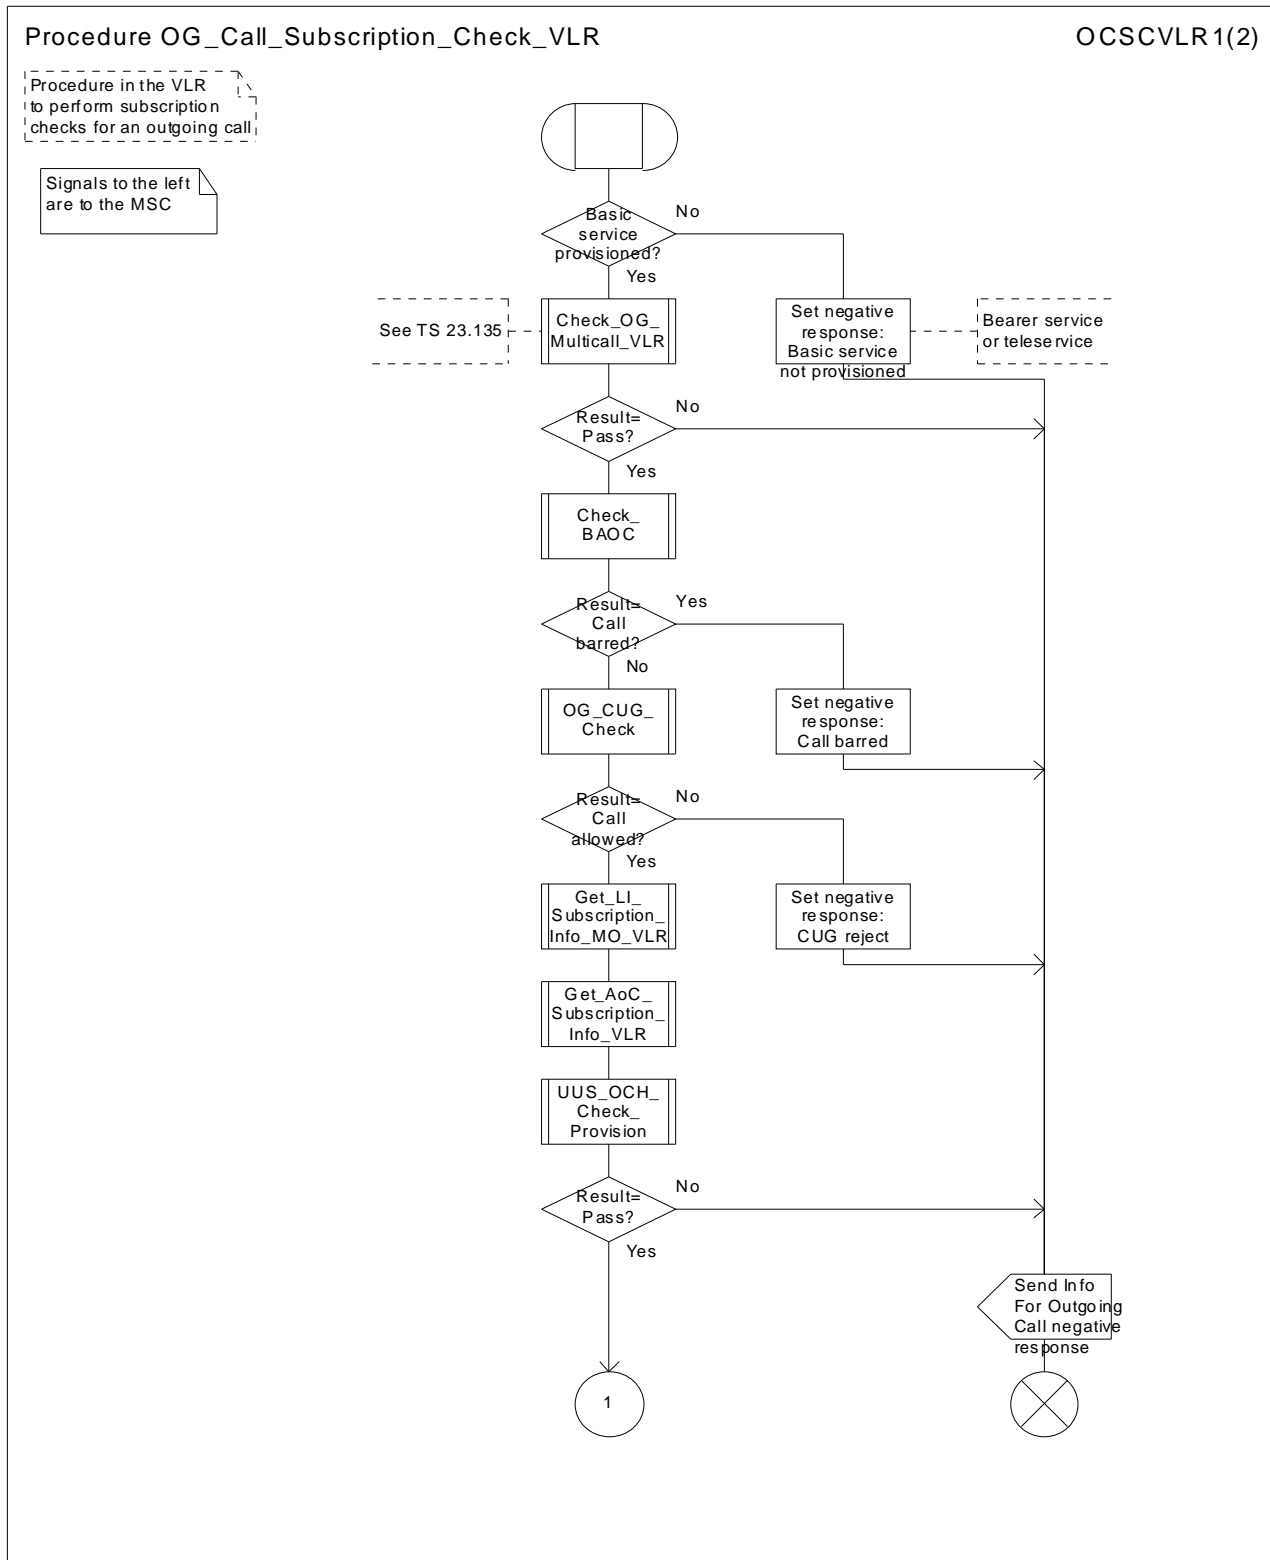 Procedure OG_Call_Subscription_Check_VLR
OCSCVLR1(2)
Procedure in the VLR
to perform subscription
checks for an outgoing call
Signals to the left
are to the MSC
Basic
service
provisioned?
No
Yes
See TS 23.135
Check_OG_
Multicall_VLR
Set negative
response:
Basic service
not provisioned
Bearer service
or teleservice
Result=
Pass?
No
Yes
Check_
BAOC
Result=
Call
barred?
Yes
No
OG_CUG_
Check
Set negative
response:
Call barred
Result=
Call
allowed?
No
Yes
Get_LI_
Subscription_
Info_MO_VLR
Set negative
response:
CUG reject
Get_AoC_
Subscription_
Info_VLR
UUS_OCH_
Check_
Provision
Result=
Pass?
No
Yes
Send Info
For Outgoing
Call negative
response
1